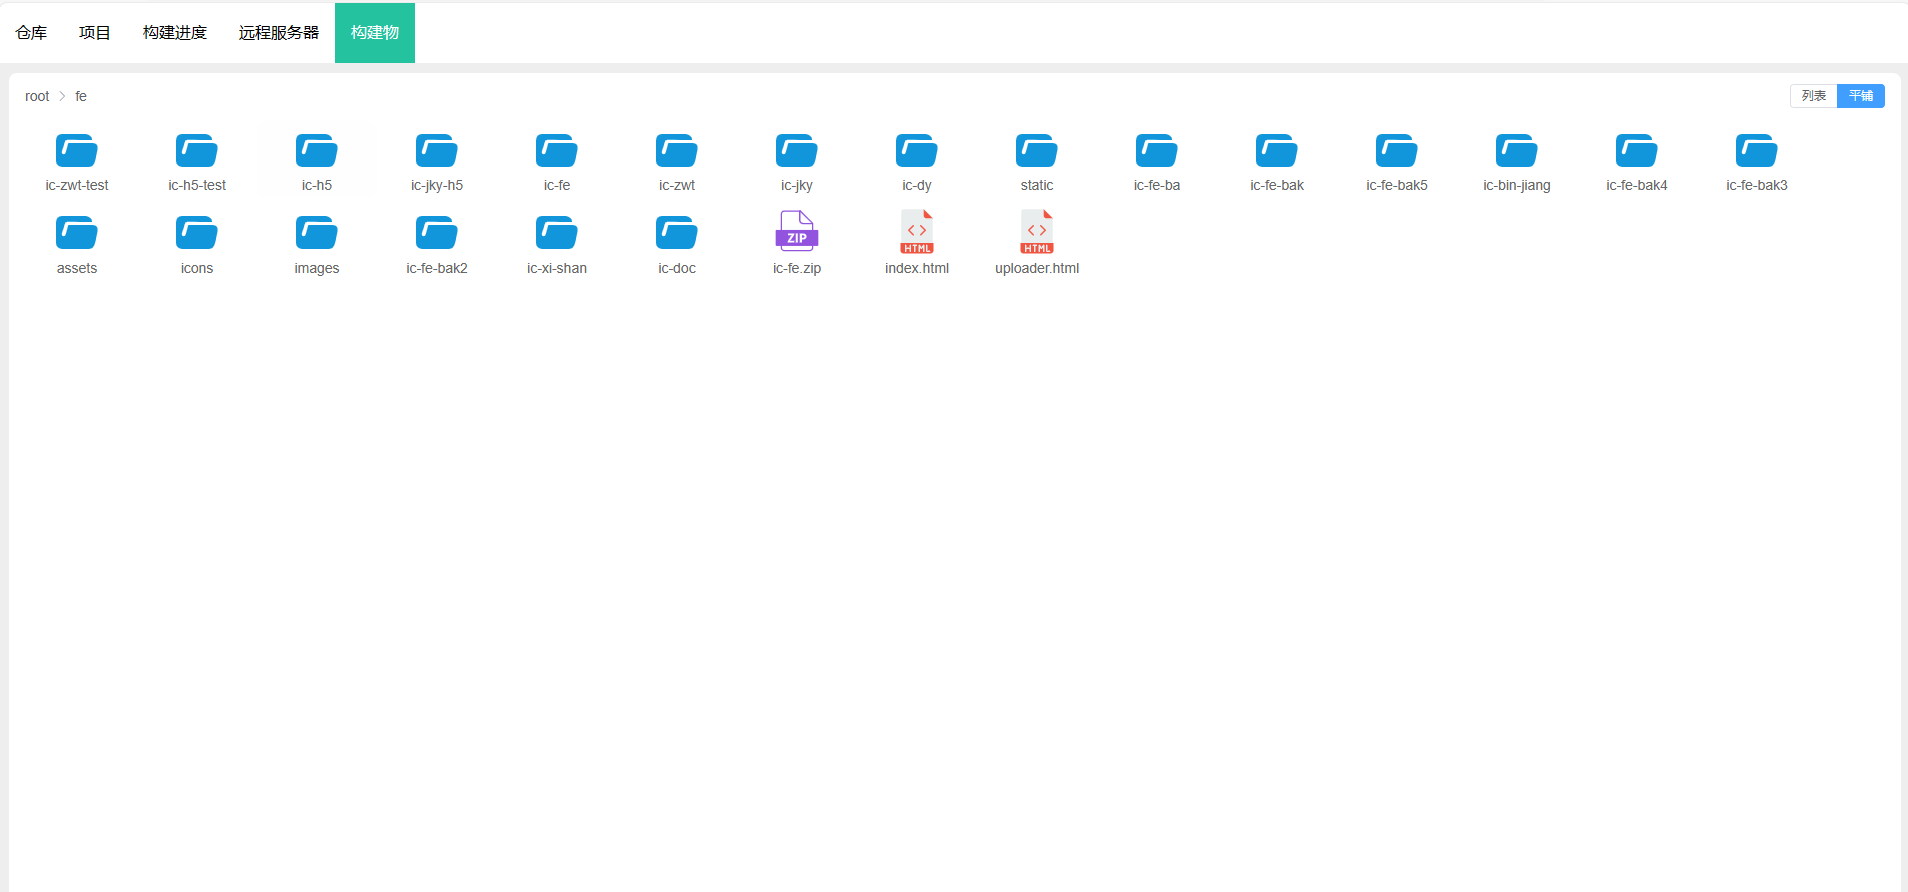 仓库 项目 构建进度 远程服务器 构建物
root > fe 列表 平铺
ic-zwt-test ic-h5-test ic-h5 ic-jky-h5 ic-fe ic-zwt ic-jky ic-dy static ic-fe-ba ic-fe-bak ic-fe-bak5 ic-bin-jiang ic-fe-bak4 ic-fe-bak3
ZIP HTML HTML
assets icons images ic-fe-bak2 ic-xi-shan ic-doc ic-fe.zip index.html uploader.html